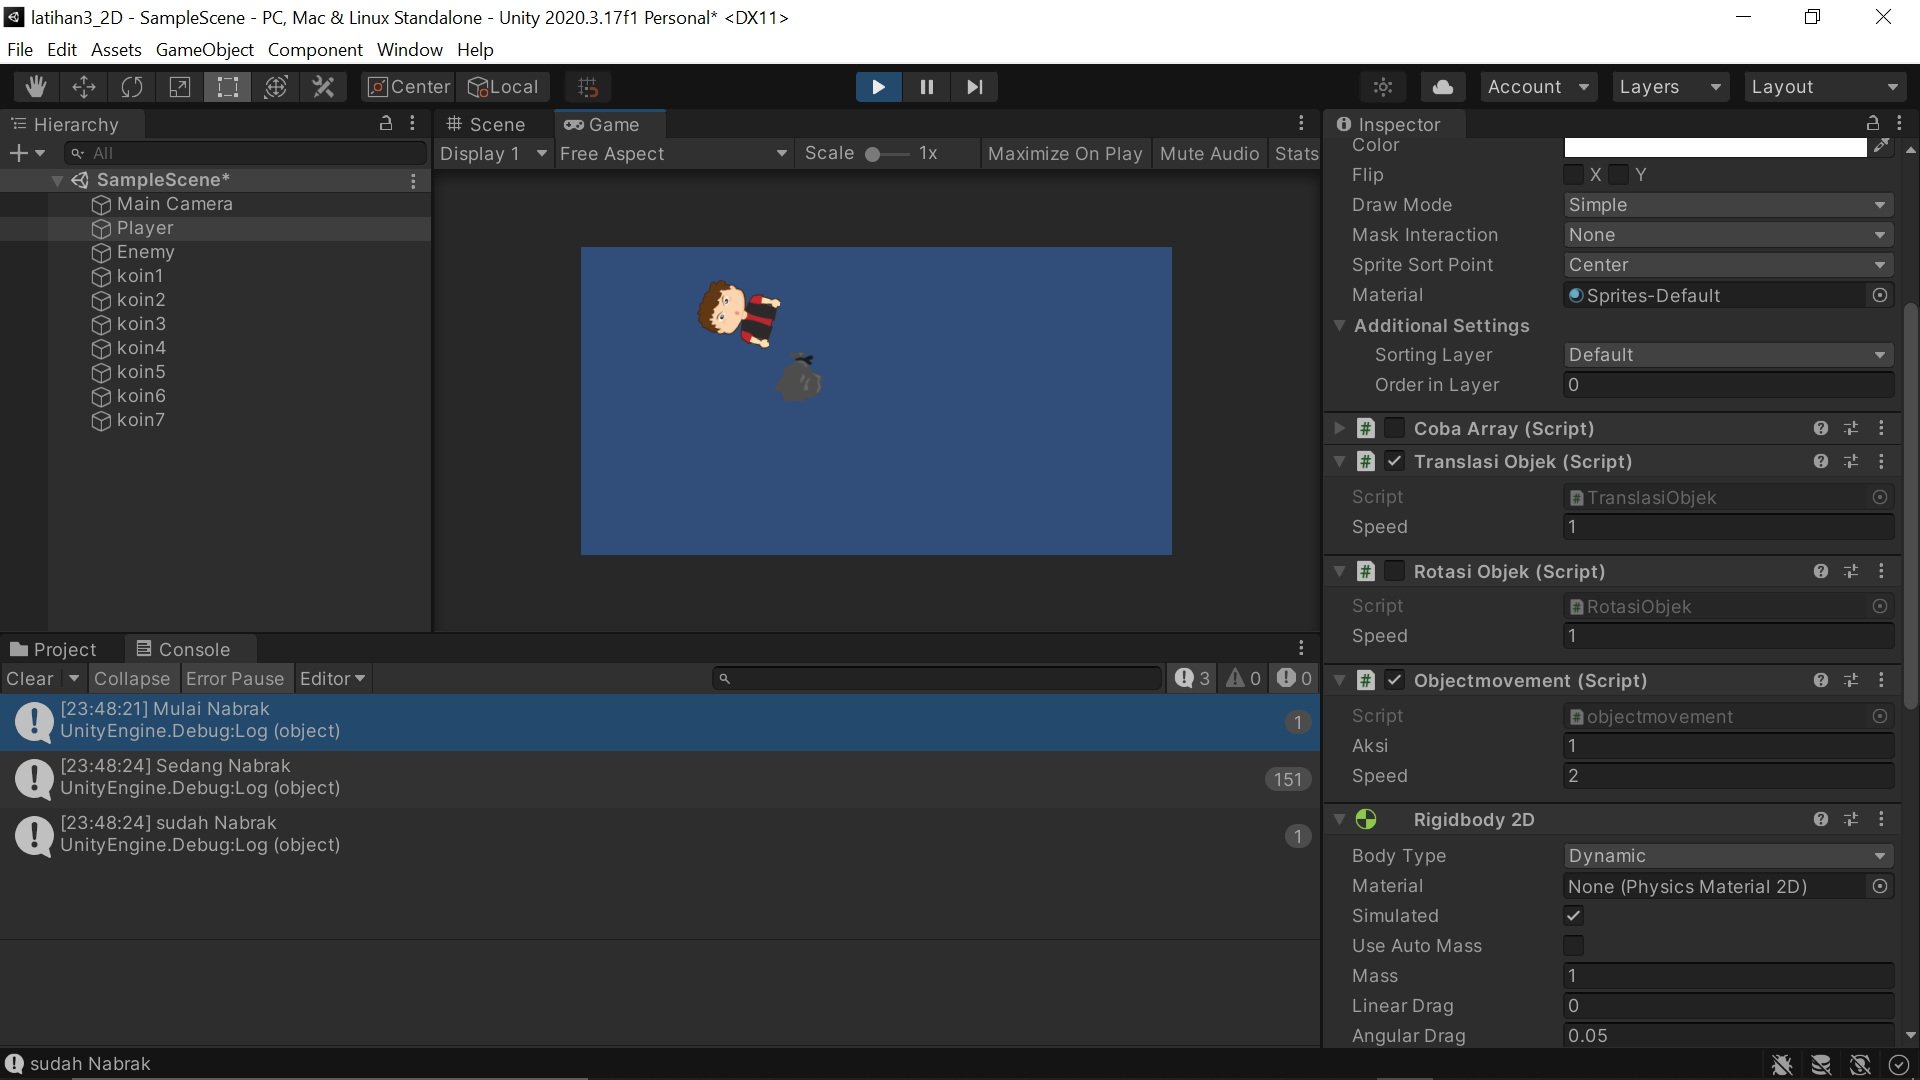 latihan3_2D - SampleScene - PC, Mac & Linux Standalone - Unity 2020.3.17f1 Personal* <DX11>
File Edit Assets GameObject Component Window Help
Center Local Account Layers Layout
Hierarchy
All
SampleScene*
Main Camera
Player
Enemy
koin1
koin2
koin3
koin4
koin5
koin6
koin7
Scene Game
Display 1 Free Aspect Scale 1x Maximize On Play Mute Audio Stats
Inspector
Color
Flip X Y
Draw Mode Simple
Mask Interaction None
Sprite Sort Point Center
Material Sprites-Default
Additional Settings
Sorting Layer Default
Order in Layer 0
# Coba Array (Script)
# Translasi Objek (Script)
Script # TranslasiObjek
Speed 1
# Rotasi Objek (Script)
Script # RotasiObjek
Speed 1
# Objectmovement (Script)
Script # objectmovement
Aksi 1
Speed 2
Rigidbody 2D
Body Type Dynamic
Material None (Physics Material 2D)
Simulated
Use Auto Mass
Mass 1
Linear Drag 0
Angular Drag 0.05
Project Console
Clear Collapse Error Pause Editor 3 0 0
[23:48:21] Mulai Nabrak
UnityEngine.Debug:Log (object)
1
[23:48:24] Sedang Nabrak
UnityEngine.Debug:Log (object)
151
[23:48:24] sudah Nabrak
UnityEngine.Debug:Log (object)
1
sudah Nabrak